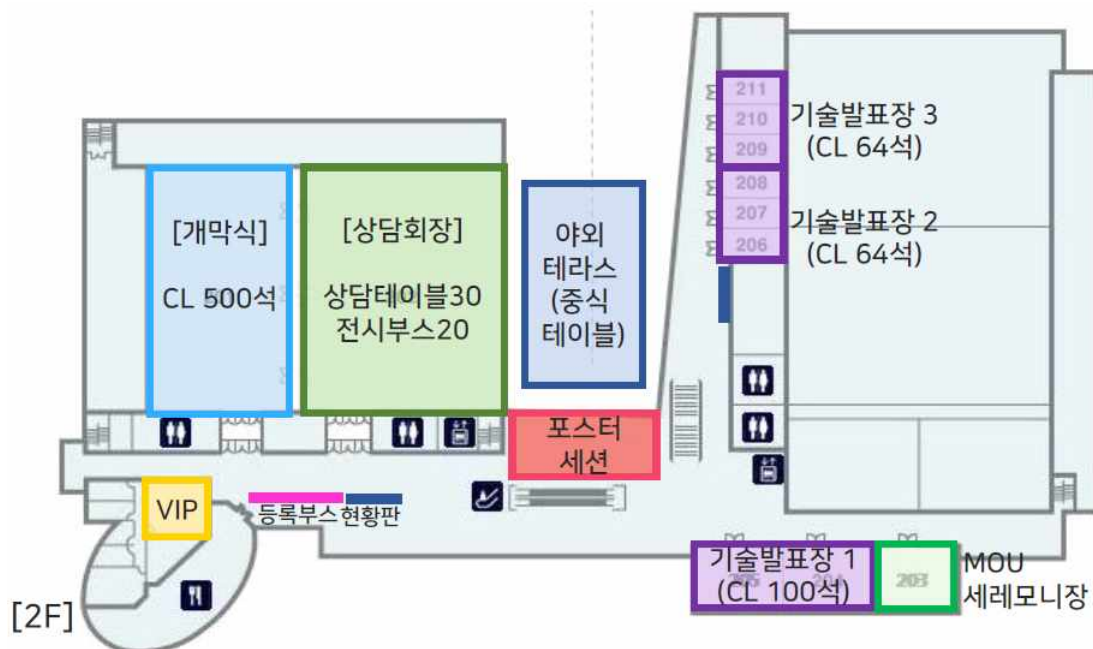 211
210
209
기술발표장 3
(CL 64석)
208
207
206
기술발표장 2
(CL 64석)
[개막식]
CL 500석
[상담회장]
상담테이블30
전시부스20
야외
테라스
(중식
테이블)
포스터
세션
VIP
등록부스
현황판
기술발표장 1
(CL 100석)
205
204
203
MOU
세레모니장
[2F]